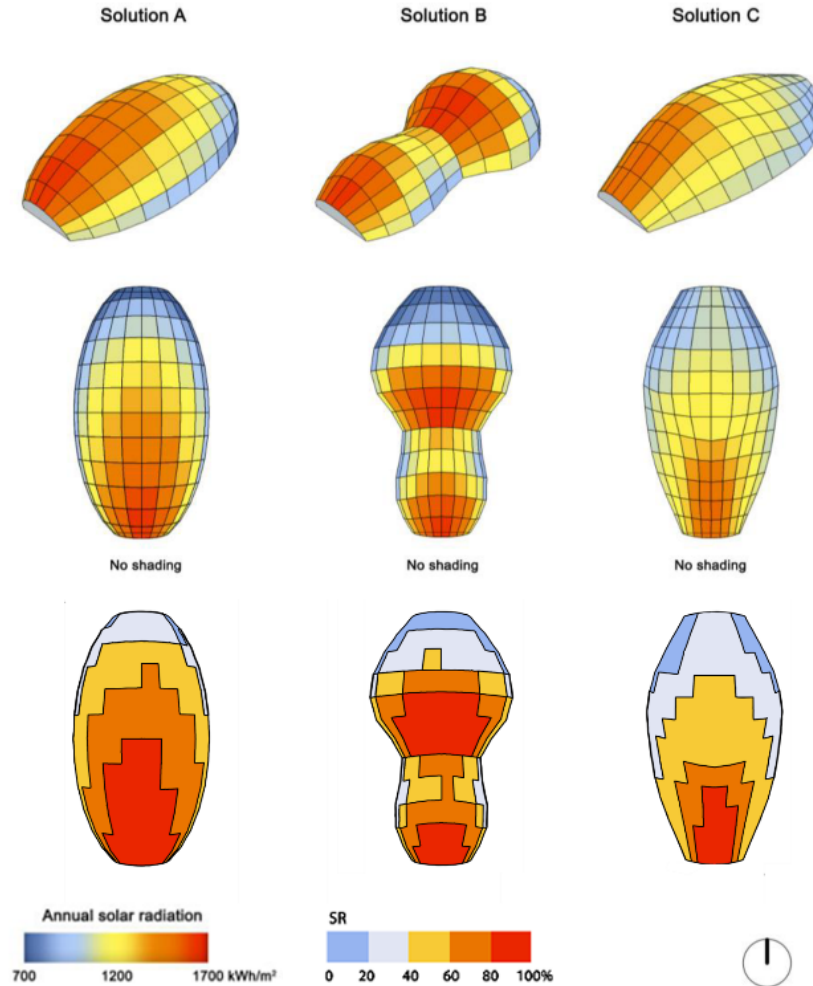 Solution A
Solution B
Solution C
No shading
No shading
No shading
Annual solar radiation
700
1200
1700 kWh/m²
SR
0 20 40 60 80 100%